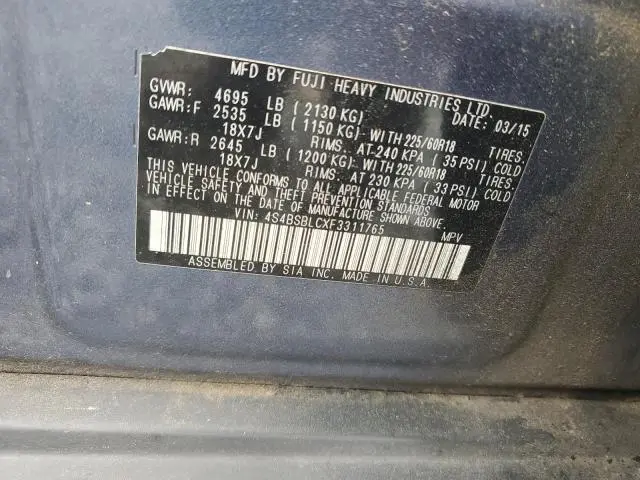 MFD BY FUJI HEAVY INDUSTRIES LTD.
GVWR: 4695 LB (2130 KG) DATE: 03/15
GAWR:F 2535 LB (1150 KG) WITH 225/60R18 TIRES.
18X7J RIMS. AT 240 KPA (35 PSI) COLD
GAWR:R 2645 LB (1200 KG) WITH 225/60R18 TIRES.
18X7J RIMS. AT 230 KPA (33 PSI) COLD
THIS VEHICLE CONFORMS TO ALL APPLICABLE FEDERAL MOTOR
VEHICLE SAFETY AND THEFT PREVENTION STANDARDS IN EFFECT
ON THE DATE OF MANUFACTURE SHOWN ABOVE.
VIN: 4S4BSBLCXF3311765 MPV
ASSEMBLED BY SIA INC. MADE IN U.S.A.